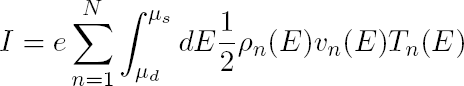 $I = e \sum_{n=1}^{N} \int_{\mu_d}^{\mu_s} dE \frac{1}{2} \rho_n(E) v_n(E) T_n(E)$